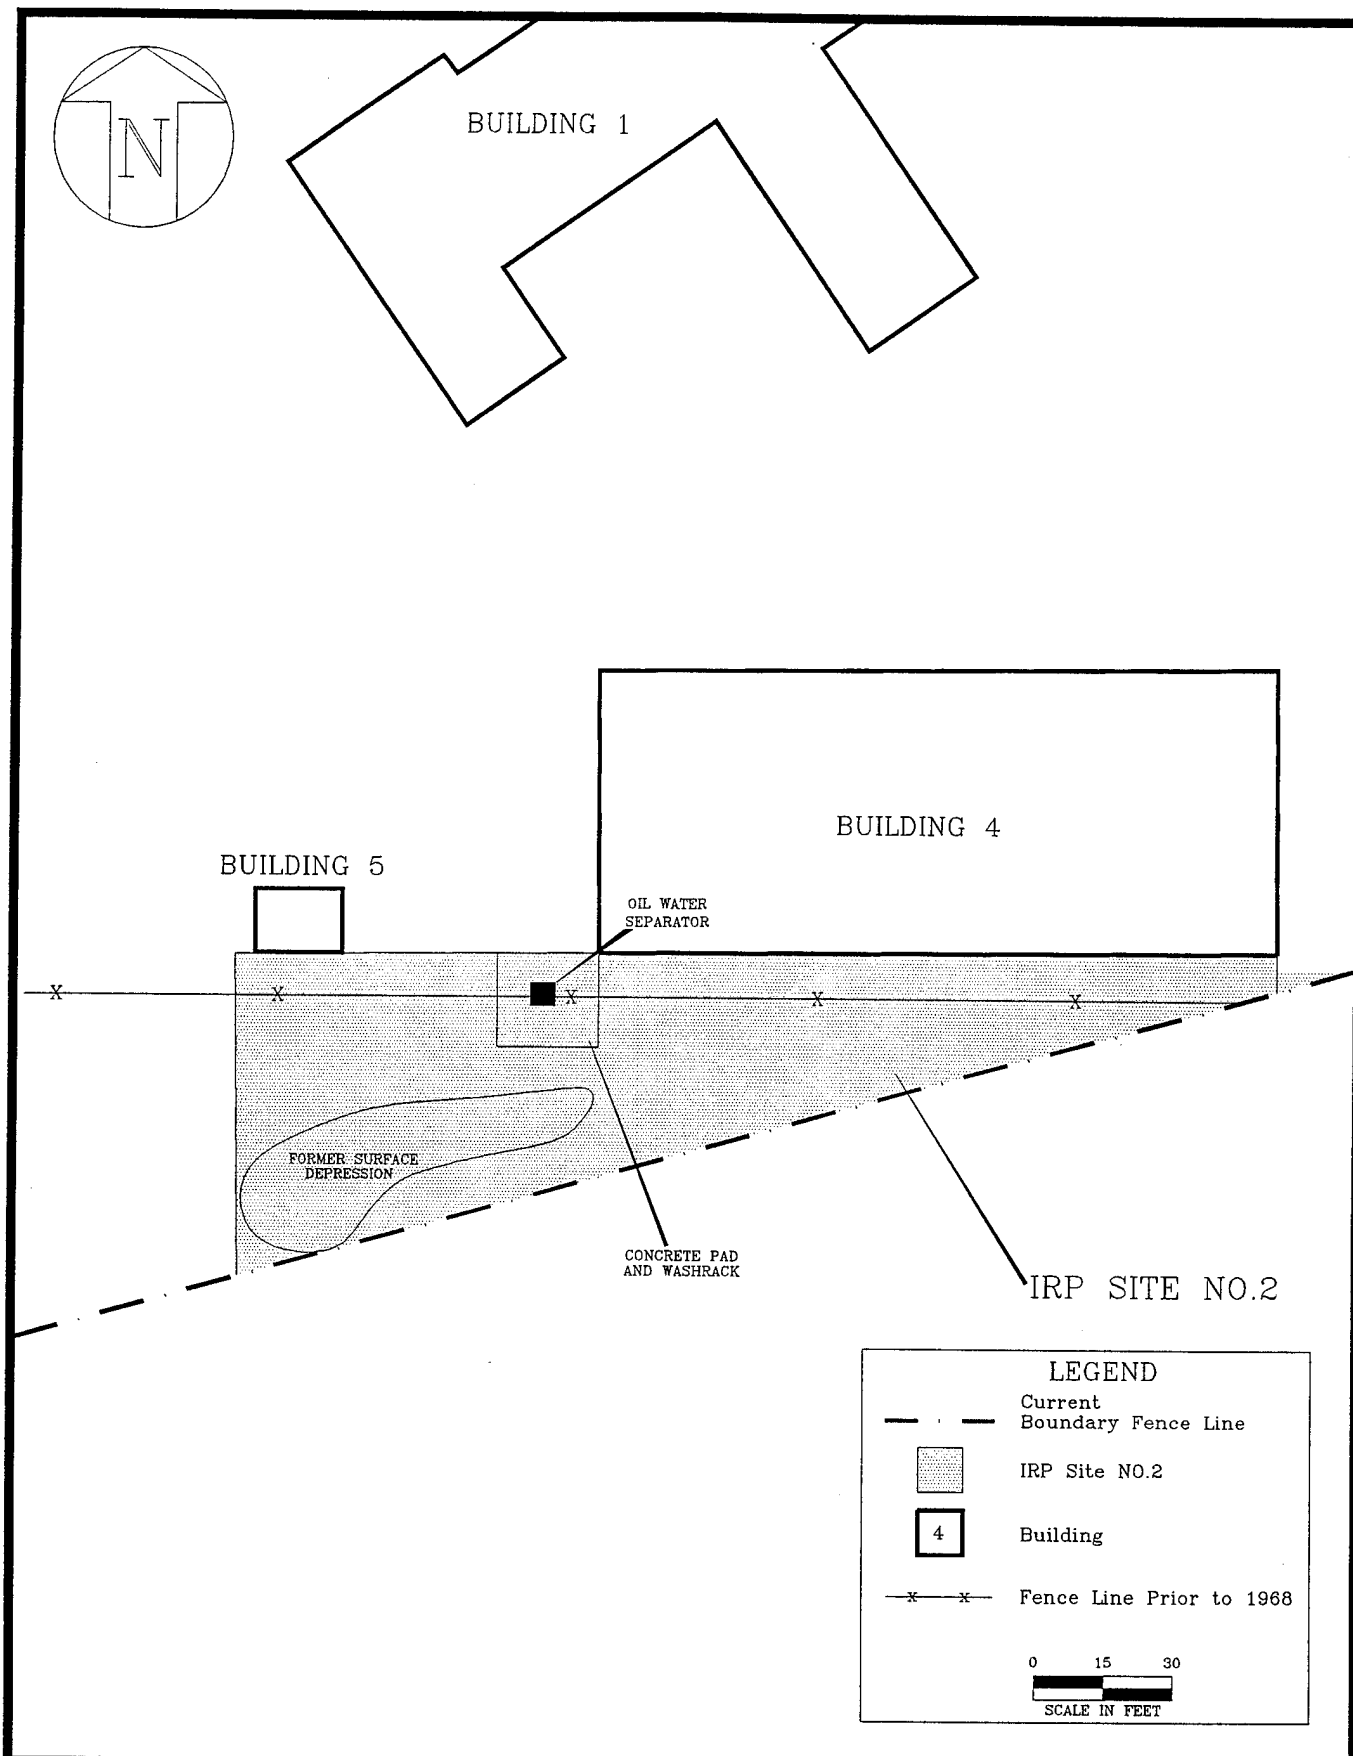 N
BUILDING 1
BUILDING 4
BUILDING 5
OIL WATER
SEPARATOR
X X X X X
FORMER SURFACE
DEPRESSION
CONCRETE PAD
AND WASHRACK
IRP SITE NO.2
LEGEND
Current
Boundary Fence Line
IRP Site NO.2
4 Building
X X Fence Line Prior to 1968
0 15 30
SCALE IN FEET